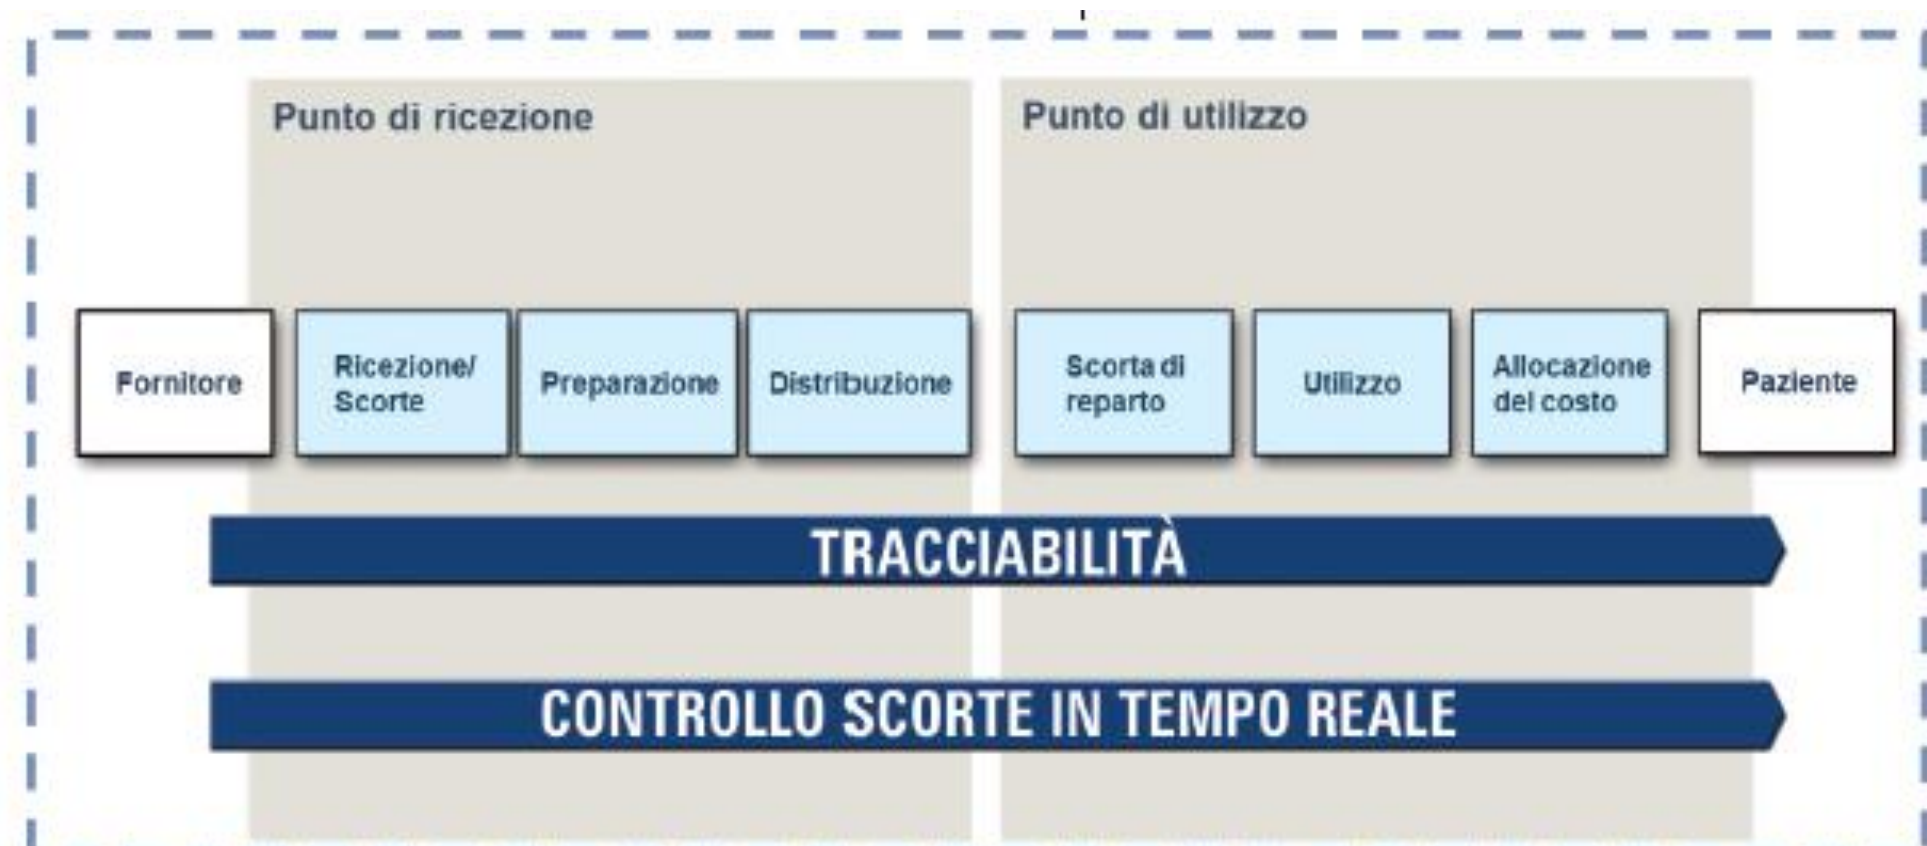 Punto di ricezione
Punto di utilizzo
Fornitore
Ricezione/
Scorte
Preparazione
Distribuzione
Scorta di
reparto
Utilizzo
Allocazione
del costo
Paziente
TRACCIABILITÀ
CONTROLLO SCORTE IN TEMPO REALE